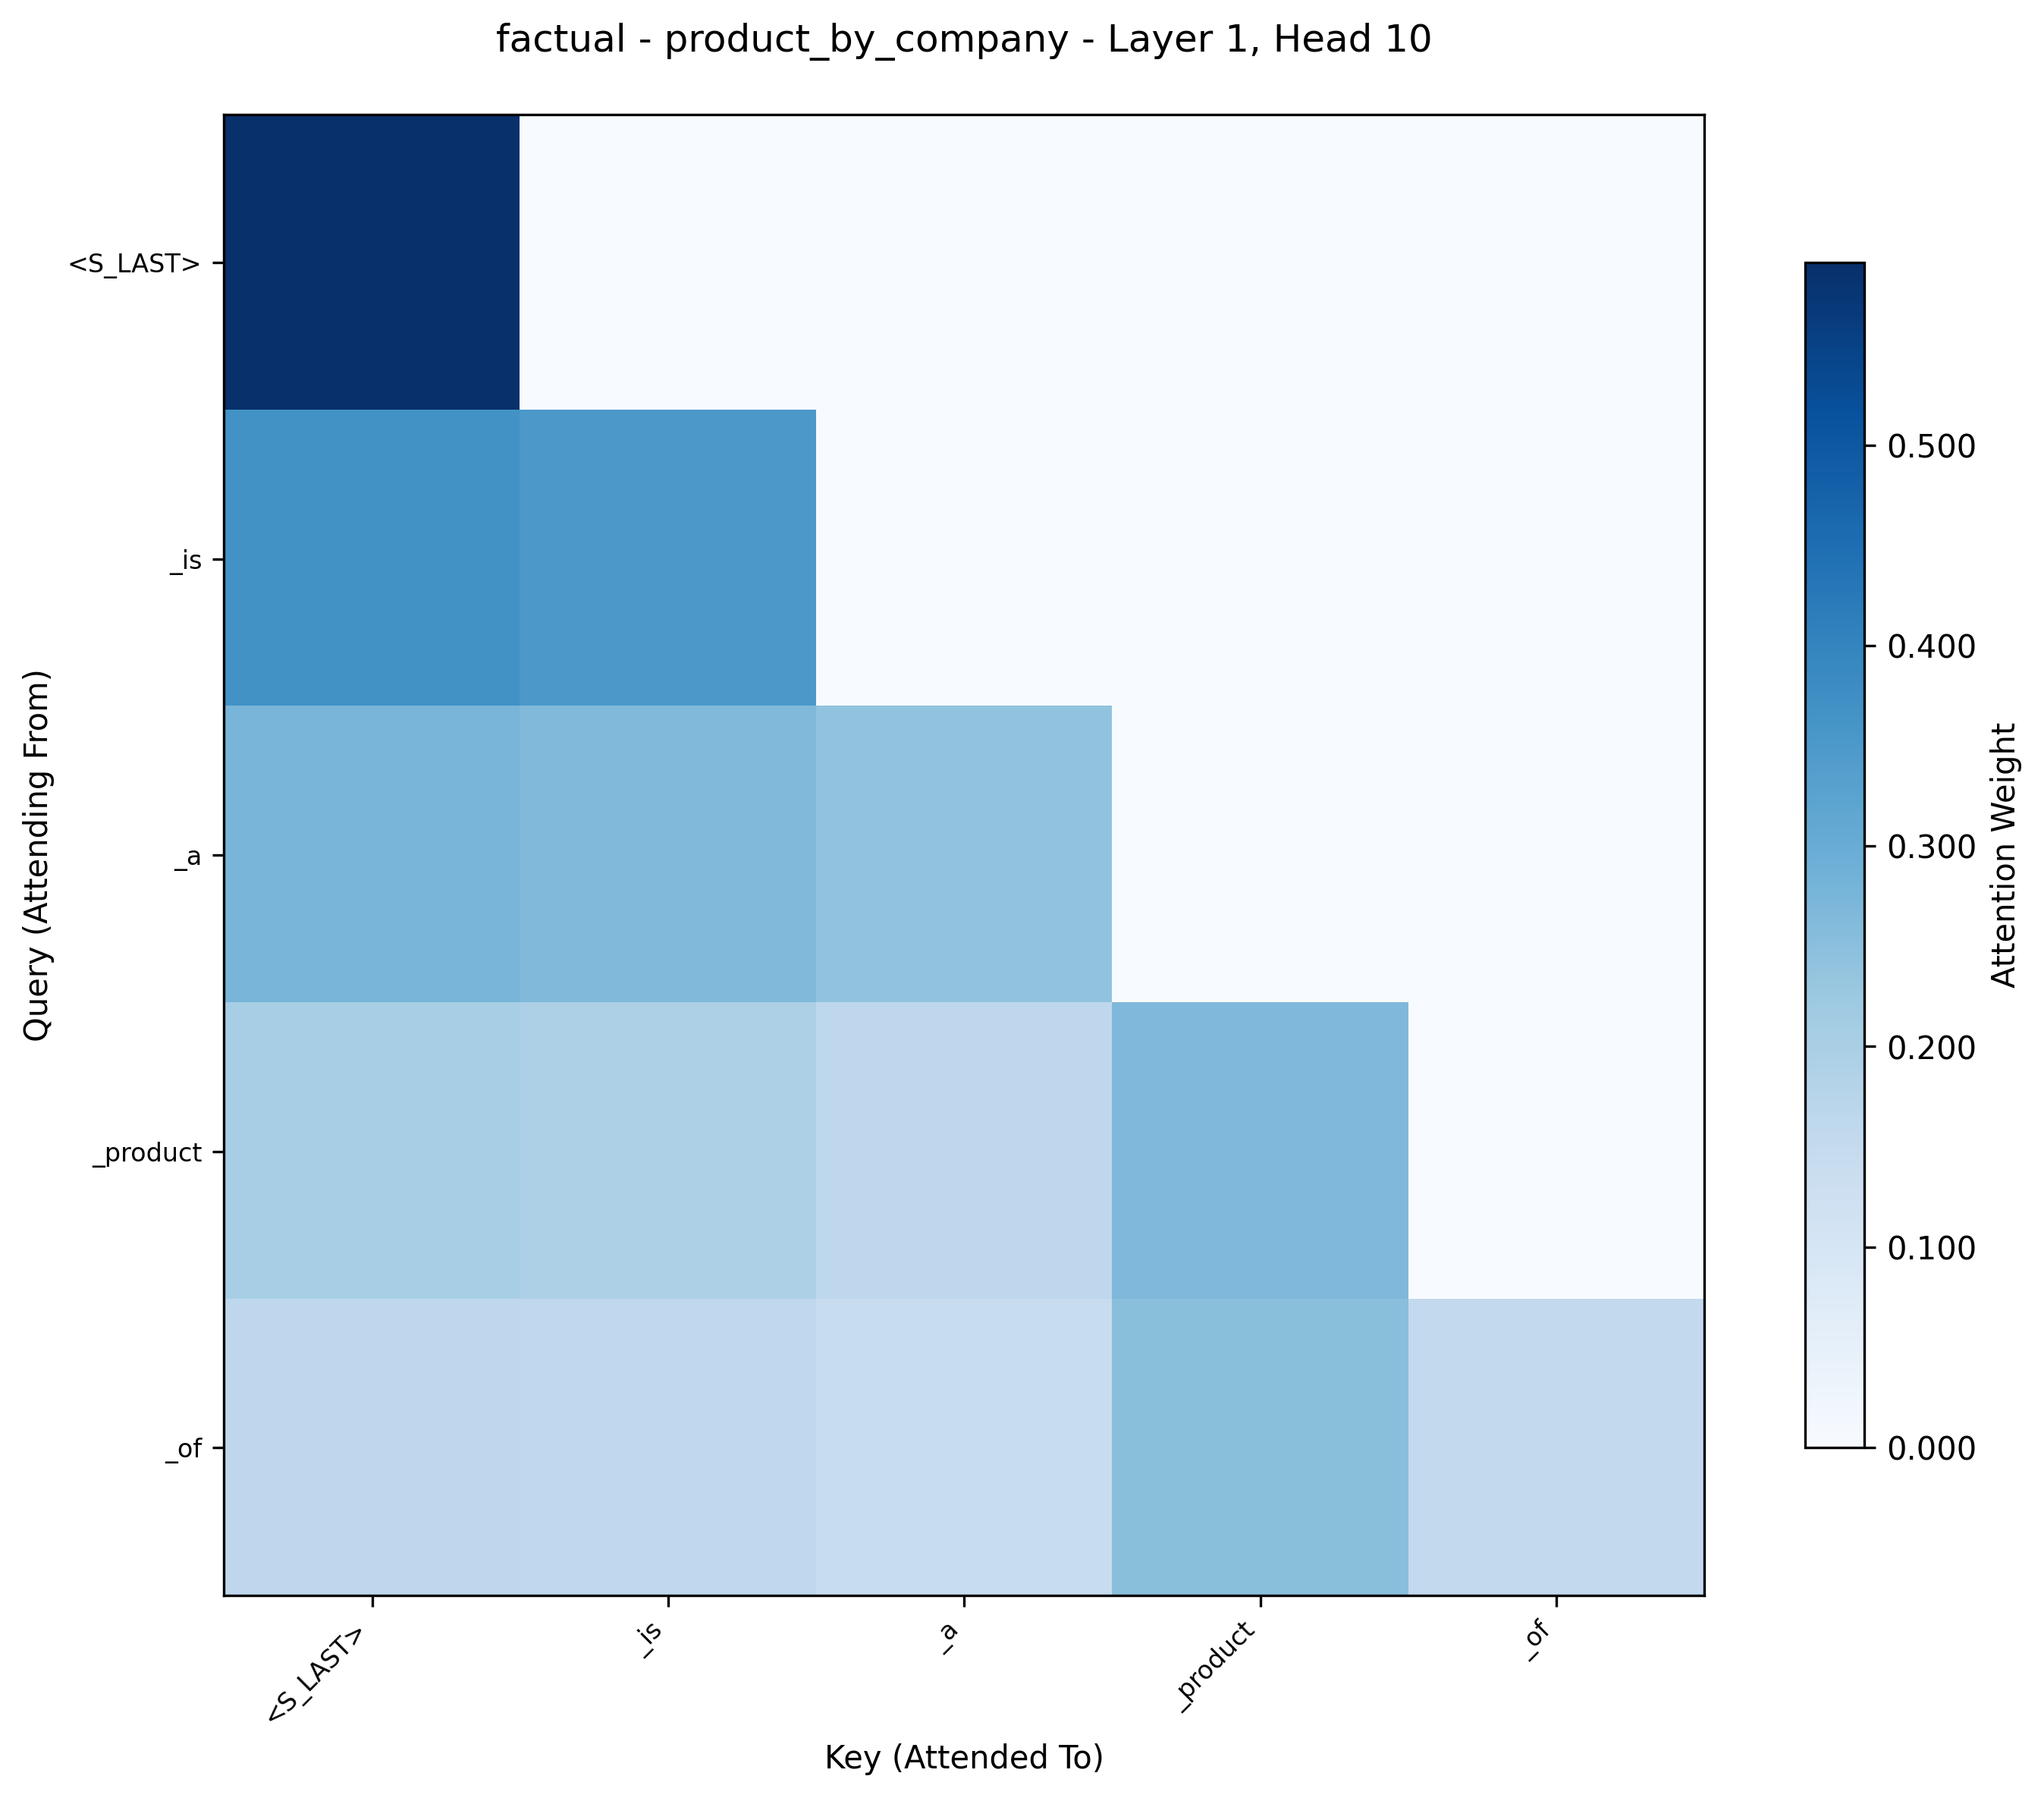 factual - product_by_company - Layer 1, Head 10
Query (Attending From)
<S_LAST>
_is
_a
_product
_of
<S_LAST>
_is
_a
_product
_of
Key (Attended To)
0.500
0.400
0.300
0.200
0.100
0.000
Attention Weight